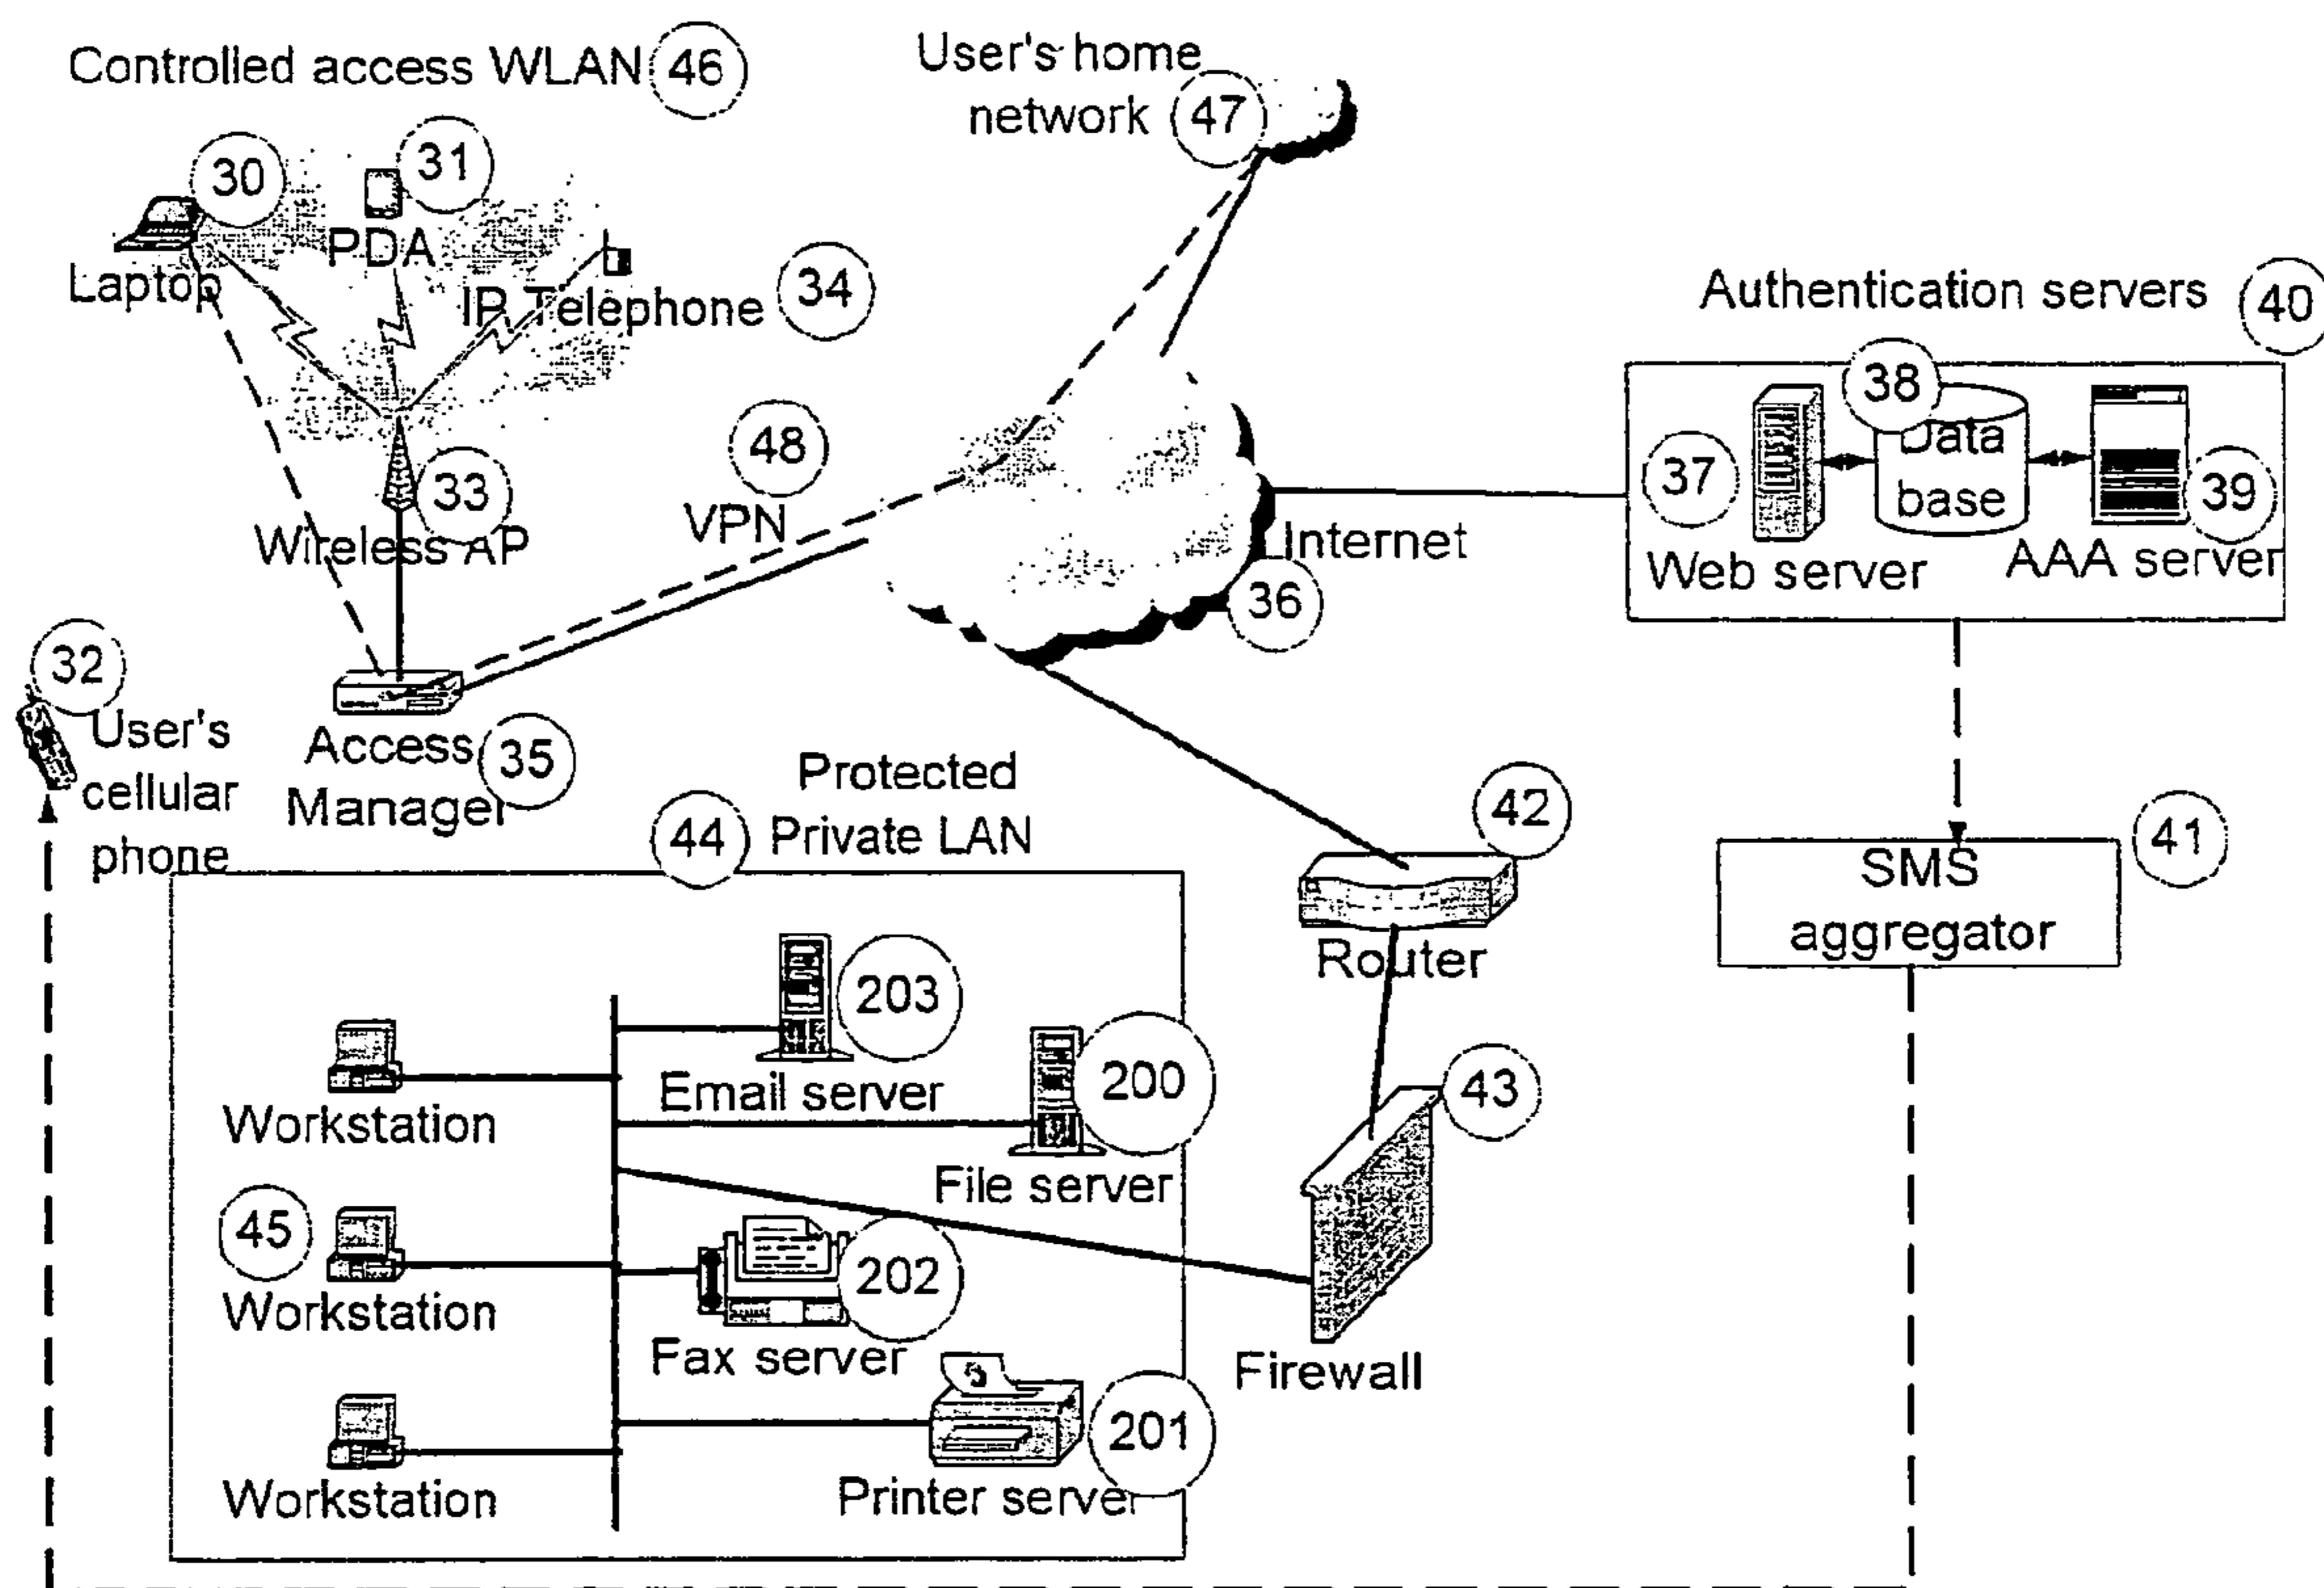 Controlled access WLAN 46
User's home
network 47
30
31
PDA
Laptop
IP Telephone 34
Authentication servers 40
38
48
37
Data
base
39
33
VPN
Wireless AP
Internet
36
Web server
AAA server
32
User's
cellular
phone
Access
Manager 35
Protected
Private LAN
44
42
41
SMS
aggregator
Router
203
200
43
Email server
Workstation
File server
45
202
Workstation
Fax server
Firewall
201
Workstation
Printer server